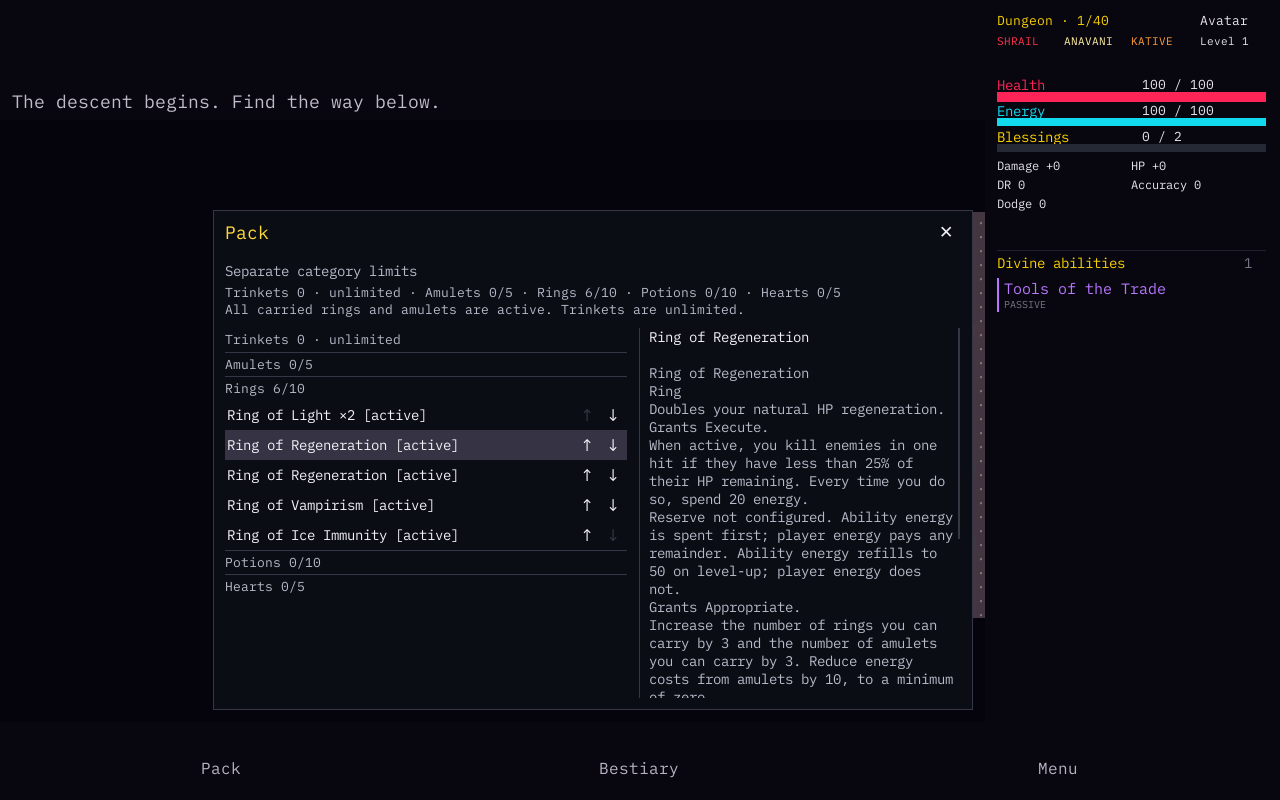 Dungeon · 1/40 Avatar
SHRAIL ANAVANI KATIVE Level 1
Health 100 / 100
The descent begins. Find the way below.
Energy 100 / 100
Blessings 0 / 2
Damage +0 HP +0
DR 0 Accuracy 0
Dodge 0
Divine abilities 1
Tools of the Trade
PASSIVE
Pack ✕
Separate category limits
Trinkets 0 · unlimited · Amulets 0/5 · Rings 6/10 · Potions 0/10 · Hearts 0/5
All carried rings and amulets are active. Trinkets are unlimited.
Trinkets 0 · unlimited
Amulets 0/5
Rings 6/10
Ring of Light ×2 [active] ↑ ↓
Ring of Regeneration [active] ↑ ↓
Ring of Regeneration [active] ↑ ↓
Ring of Vampirism [active] ↑ ↓
Ring of Ice Immunity [active] ↑ ↓
Potions 0/10
Hearts 0/5
Ring of Regeneration
Ring of Regeneration
Ring
Doubles your natural HP regeneration.
Grants Execute.
When active, you kill enemies in one
hit if they have less than 25% of
their HP remaining. Every time you do
so, spend 20 energy.
Reserve not configured. Ability energy
is spent first; player energy pays any
remainder. Ability energy refills to
50 on level-up; player energy does
not.
Grants Appropriate.
Increase the number of rings you can
carry by 3 and the number of amulets
you can carry by 3. Reduce energy
costs from amulets by 10, to a minimum
of zero.
Pack Bestiary Menu